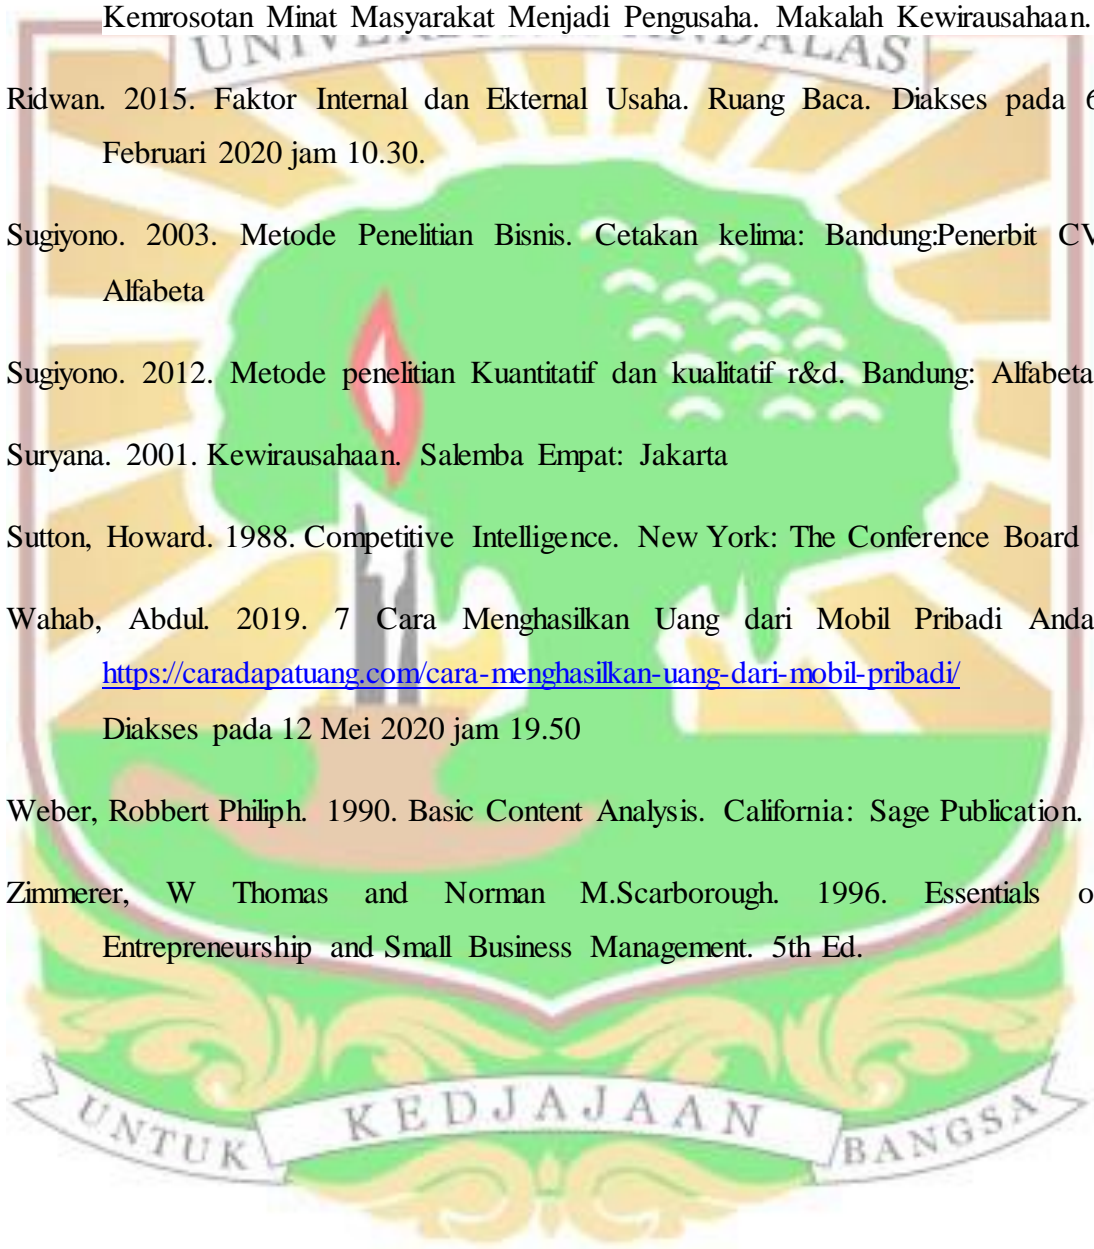 Kemrosotan Minat Masyarakat Menjadi Pengusaha. Makalah Kewirausahaan.
Ridwan. 2015. Faktor Internal dan Ekternal Usaha. Ruang Baca. Diakses pada 6
Februari 2020 jam 10.30.
Sugiyono. 2003. Metode Penelitian Bisnis. Cetakan kelima: Bandung:Penerbit CV
Alfabeta
Sugiyono. 2012. Metode penelitian Kuantitatif dan kualitatif r&d. Bandung: Alfabeta
Suryana. 2001. Kewirausahaan. Salemba Empat: Jakarta
Sutton, Howard. 1988. Competitive Intelligence. New York: The Conference Board
Wahab, Abdul. 2019. 7 Cara Menghasilkan Uang dari Mobil Pribadi Anda
https://caradapatuang.com/cara-menghasilkan-uang-dari-mobil-pribadi/
Diakses pada 12 Mei 2020 jam 19.50
Weber, Robbert Philiph. 1990. Basic Content Analysis. California: Sage Publication.
Zimmerer, W Thomas and Norman M.Scarborough. 1996. Essentials o
Entrepreneurship and Small Business Management. 5th Ed.
UNTUK KEDJAJAAN BANGSA